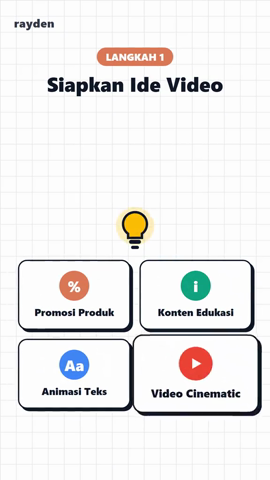 rayden
LANGKAH 1
Siapkan Ide Video
%
i
Promosi Produk
Konten Edukasi
Aa
Animasi Teks
Video Cinematic